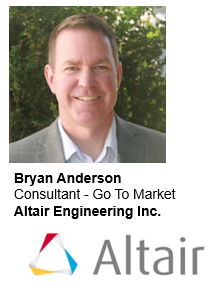 Bryan Anderson
Consultant - Go To Market
Altair Engineering Inc.
Altair